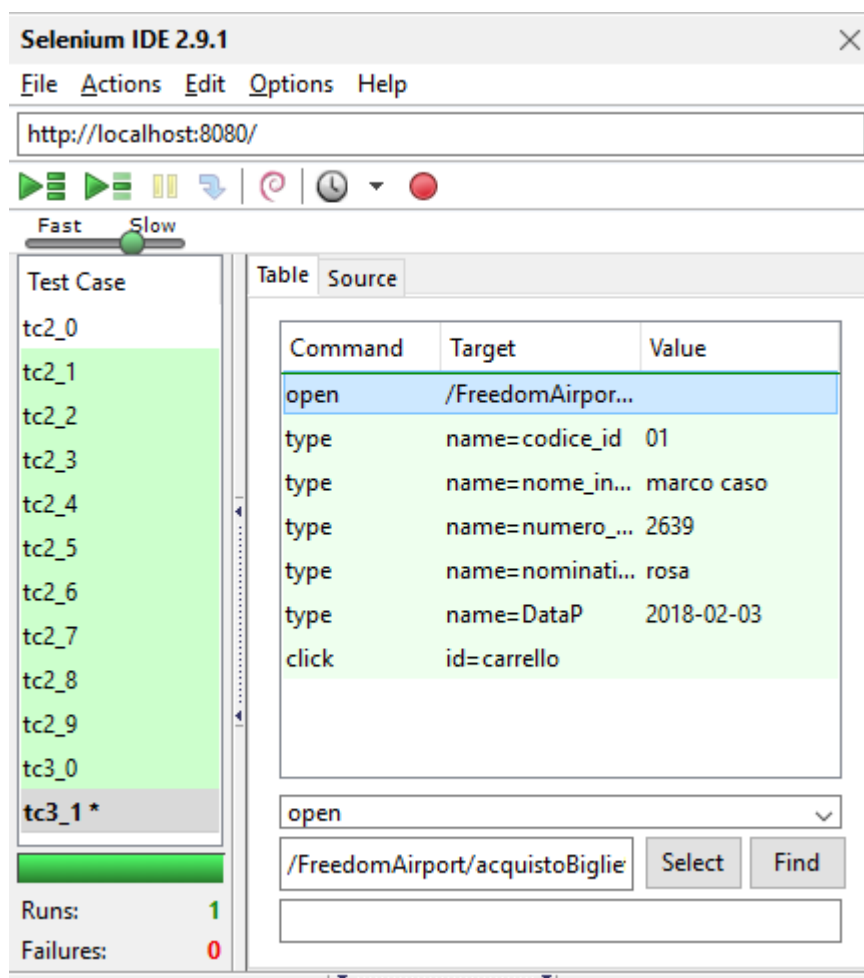 Selenium IDE 2.9.1
File Actions Edit Options Help
http://localhost:8080/
Fast Slow
Test Case
tc2_0
tc2_1
tc2_2
tc2_3
tc2_4
tc2_5
tc2_6
tc2_7
tc2_8
tc2_9
tc3_0
tc3_1 *
Runs: 1
Failures: 0
Table Source
Command Target Value
open /FreedomAirpor...
type name=codice_id 01
type name=nome_in... marco caso
type name=numero_... 2639
type name=nominati... rosa
type name=DataP 2018-02-03
click id=carrello
open
/FreedomAirport/acquistoBiglie Select Find